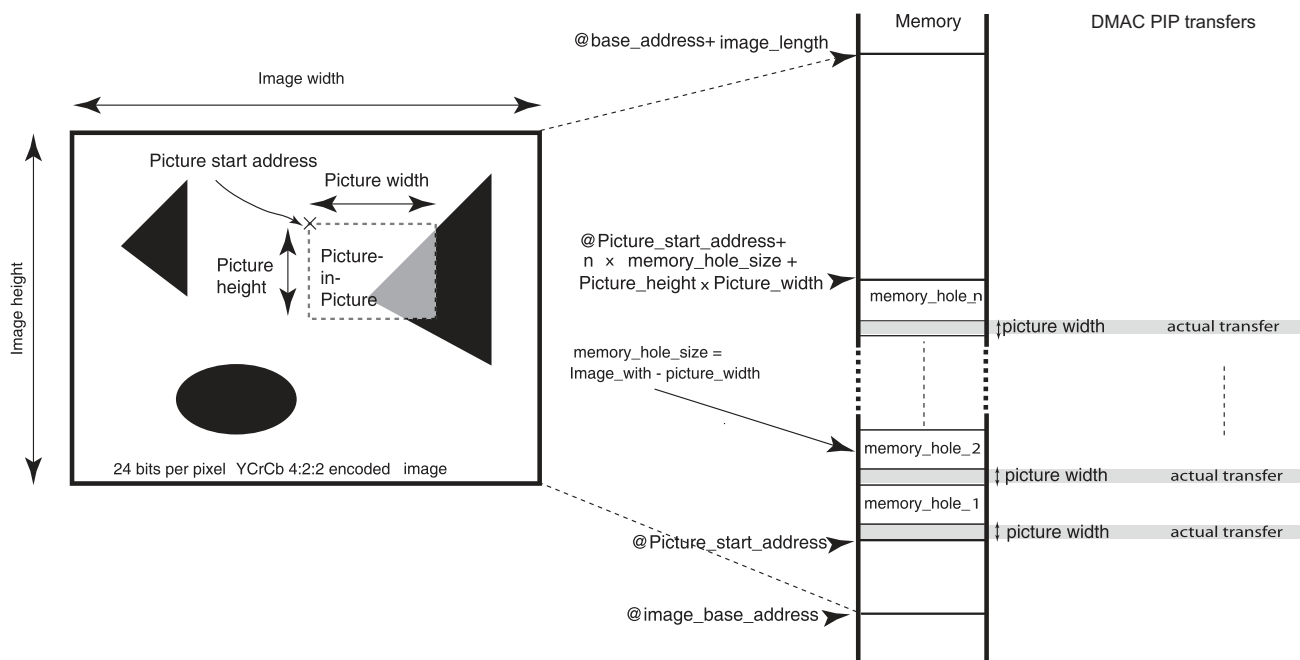 Memory
DMAC PIP transfers
@base_address+ image_length
Image width
Picture start address
Picture width
Picture
height
Picture-
in-
Picture
Image height
24 bits per pixel YCrCb 4:2:2 encoded image
@Picture_start_address+
n x memory_hole_size +
Picture_height x Picture_width
memory_hole_n
picture width
actual transfer
memory_hole_size =
Image_with - picture_width
memory_hole_2
picture width
actual transfer
memory_hole_1
picture width
actual transfer
@Picture_start_address
@image_base_address